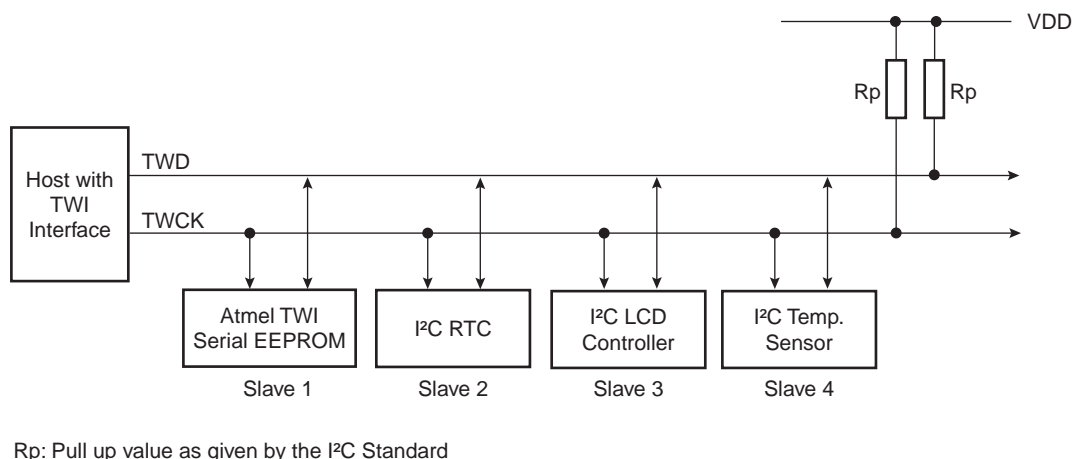 VDD
Rp
Rp
Host with
TWI
Interface
TWD
TWCK
Atmel TWI
Serial EEPROM
I²C RTC
I²C LCD
Controller
I²C Temp.
Sensor
Slave 1
Slave 2
Slave 3
Slave 4
Rp: Pull up value as given by the I²C Standard